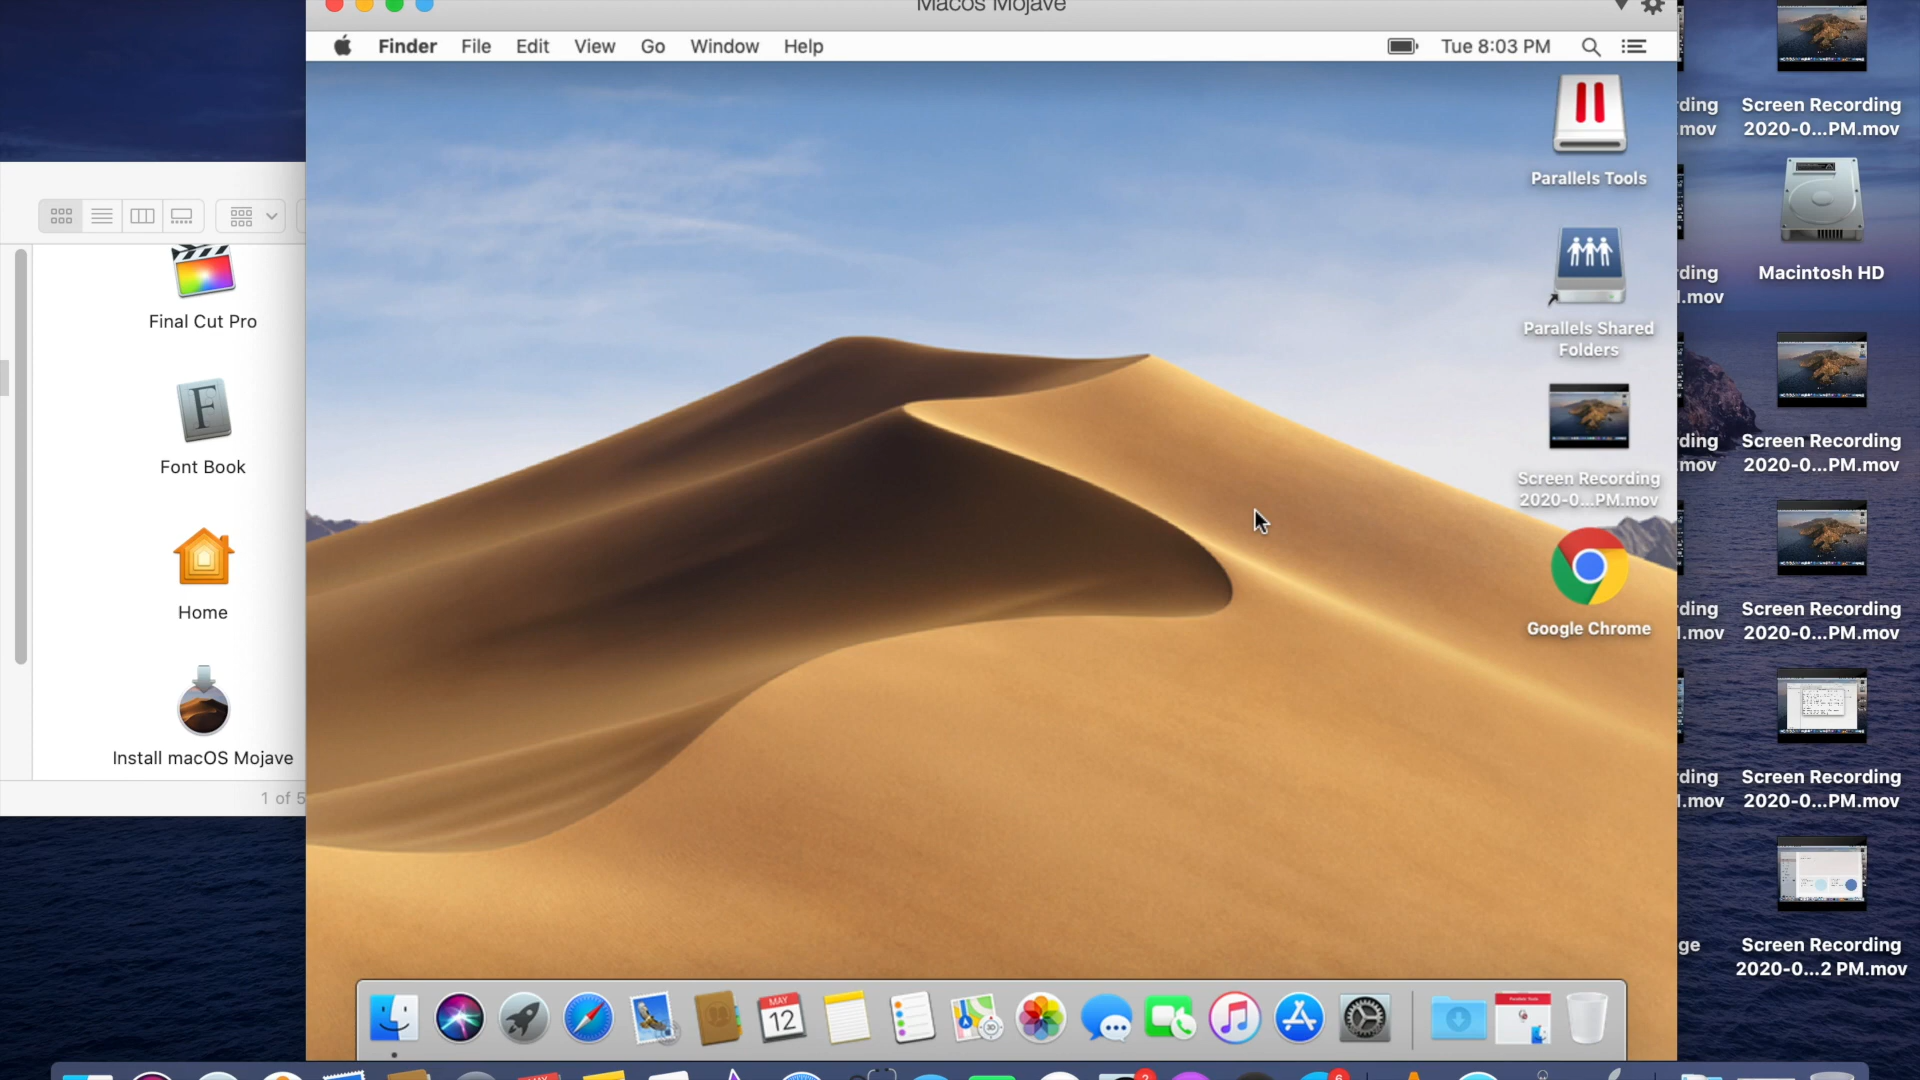 Macos Mojave
Finder File Edit View Go Window Help
Tue 8:03 PM
Parallels Tools
Parallels Shared
Folders
Screen Recording
2020-0...PM.mov
Google Chrome
Final Cut Pro
F
Font Book
Home
Install macOS Mojave
1 of 5
MAY
12
ding
mov
Screen Recording
2020-0...PM.mov
ding
.mov
Macintosh HD
ding
mov
Screen Recording
2020-0...PM.mov
ding
.mov
Screen Recording
2020-0...PM.mov
ding
.mov
Screen Recording
2020-0...PM.mov
ge
Screen Recording
2020-0...2 PM.mov
2
6